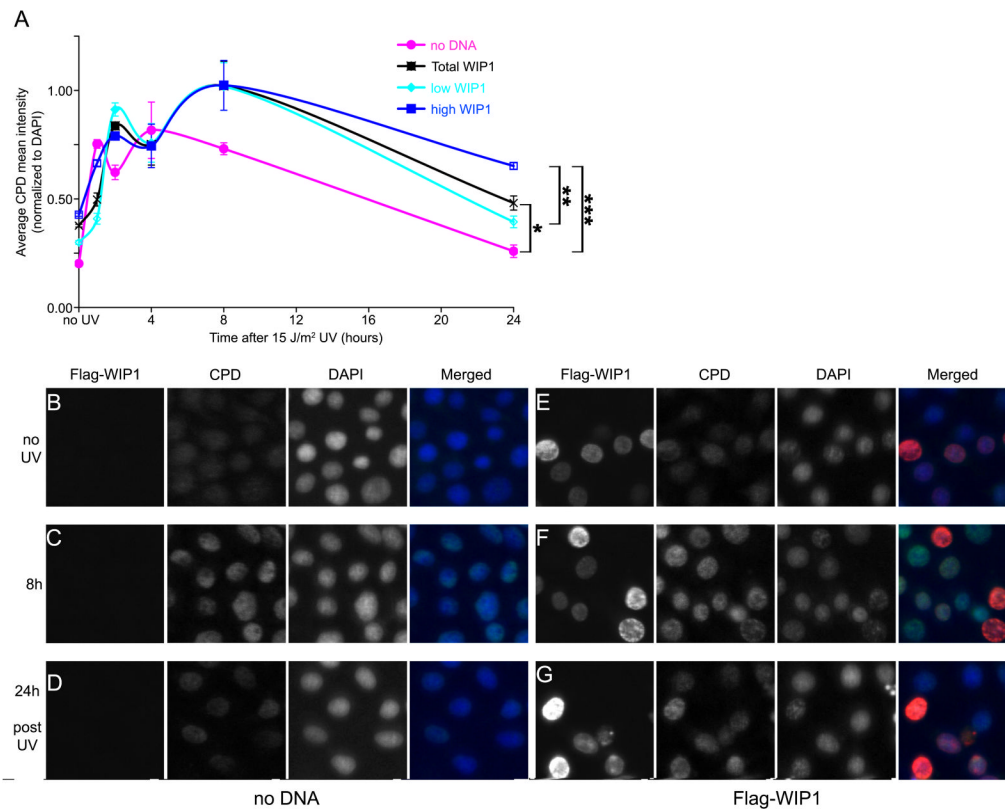 A
no DNA
Total WIP1
low WIP1
high WIP1
Average CPD mean intensity
(normalized to DAPI)
1.00
0.50
0.00
no UV 4 8 12 16 20 24
Time after 15 J/m² UV (hours)
*
**
***
Flag-WIP1 CPD DAPI Merged Flag-WIP1 CPD DAPI Merged
no
UV
B
E
8h
C
F
24h
post
UV
D
G
no DNA Flag-WIP1